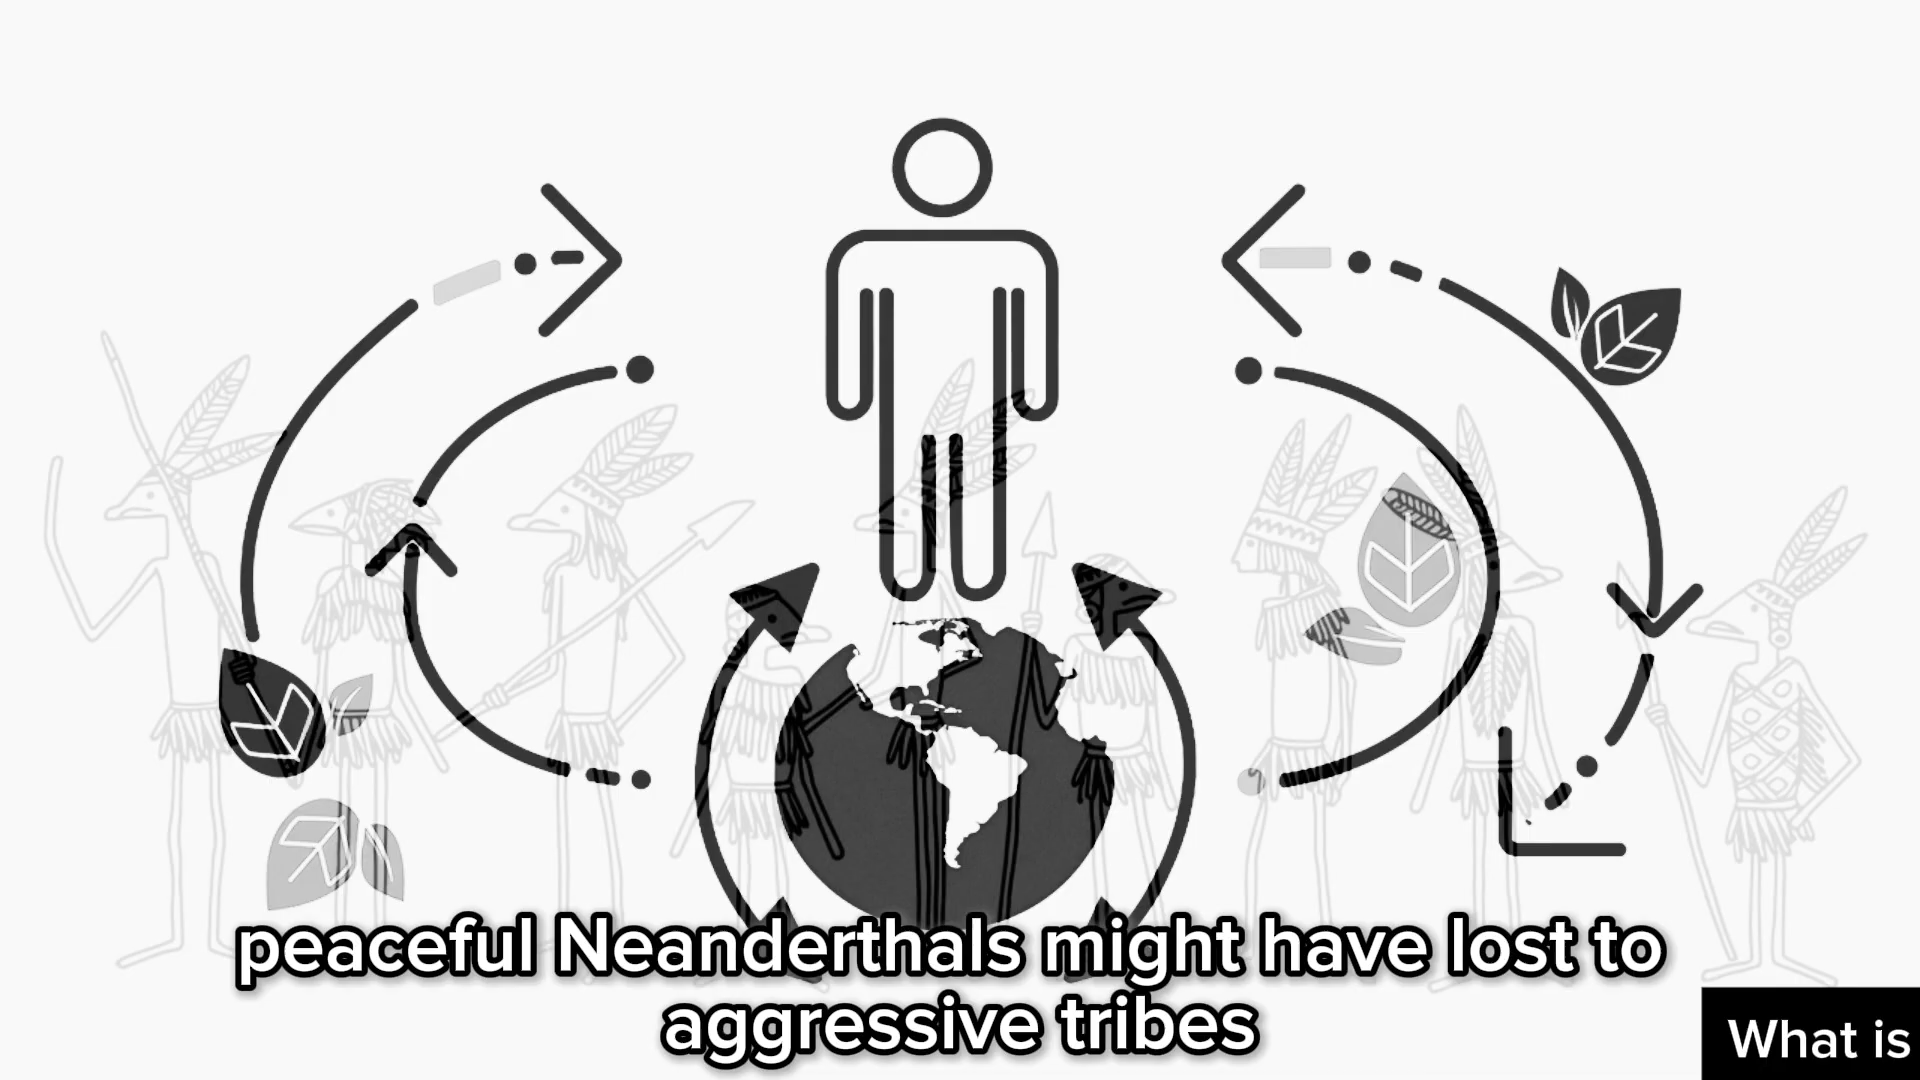 peaceful Neanderthals might have lost to
aggressive tribes
What is